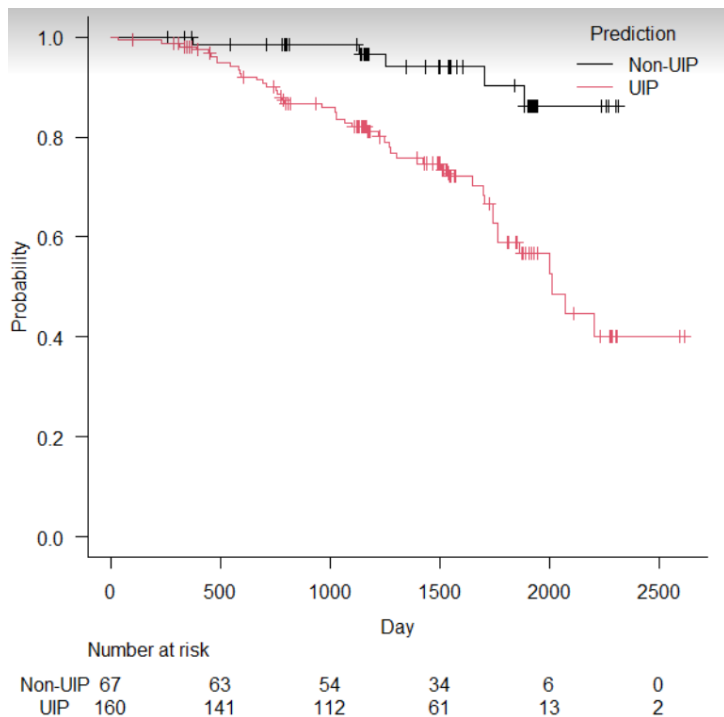 Prediction
Non-UIP
UIP
1.0
0.8
0.6
0.4
0.2
0.0
Probability
0 500 1000 1500 2000 2500
Day
Number at risk
Non-UIP 67 63 54 34 6 0
UIP 160 141 112 61 13 2